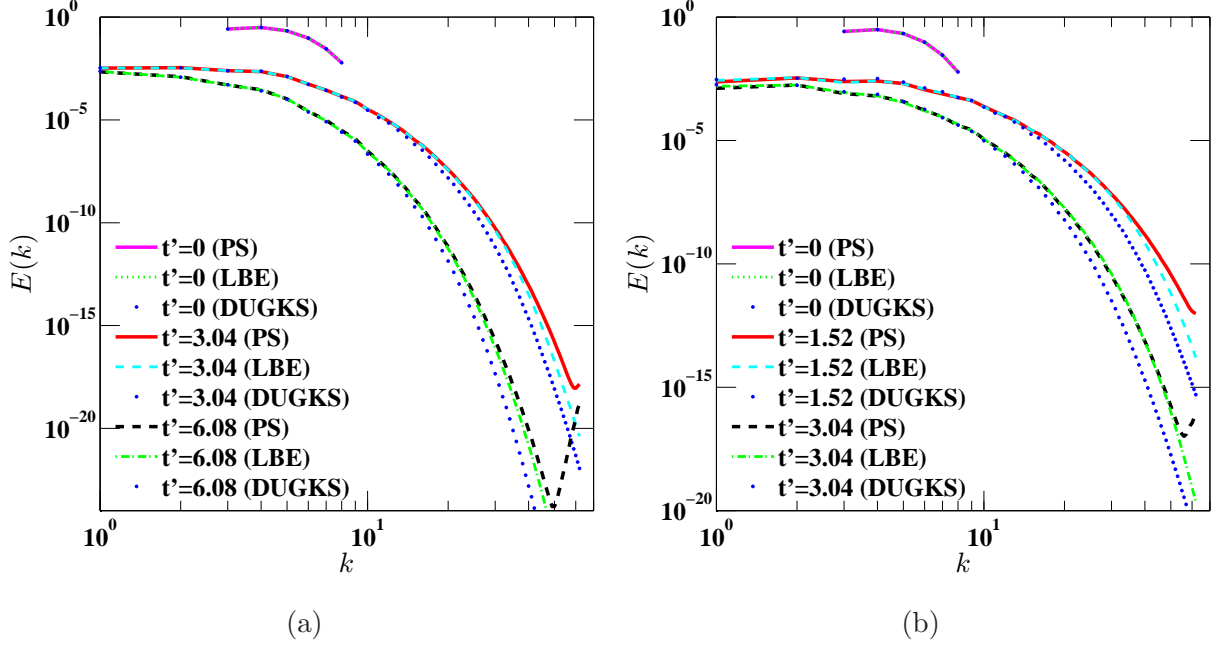 10^0
10^-5
10^-10
10^-15
10^-20
E(k)
t'=0 (PS)
t'=0 (LBE)
t'=0 (DUGKS)
t'=3.04 (PS)
t'=3.04 (LBE)
t'=3.04 (DUGKS)
t'=6.08 (PS)
t'=6.08 (LBE)
t'=6.08 (DUGKS)
10^0
10^1
k
(a)
10^0
10^-5
10^-10
10^-15
10^-20
E(k)
t'=0 (PS)
t'=0 (LBE)
t'=0 (DUGKS)
t'=1.52 (PS)
t'=1.52 (LBE)
t'=1.52 (DUGKS)
t'=3.04 (PS)
t'=3.04 (LBE)
t'=3.04 (DUGKS)
10^0
10^1
k
(b)